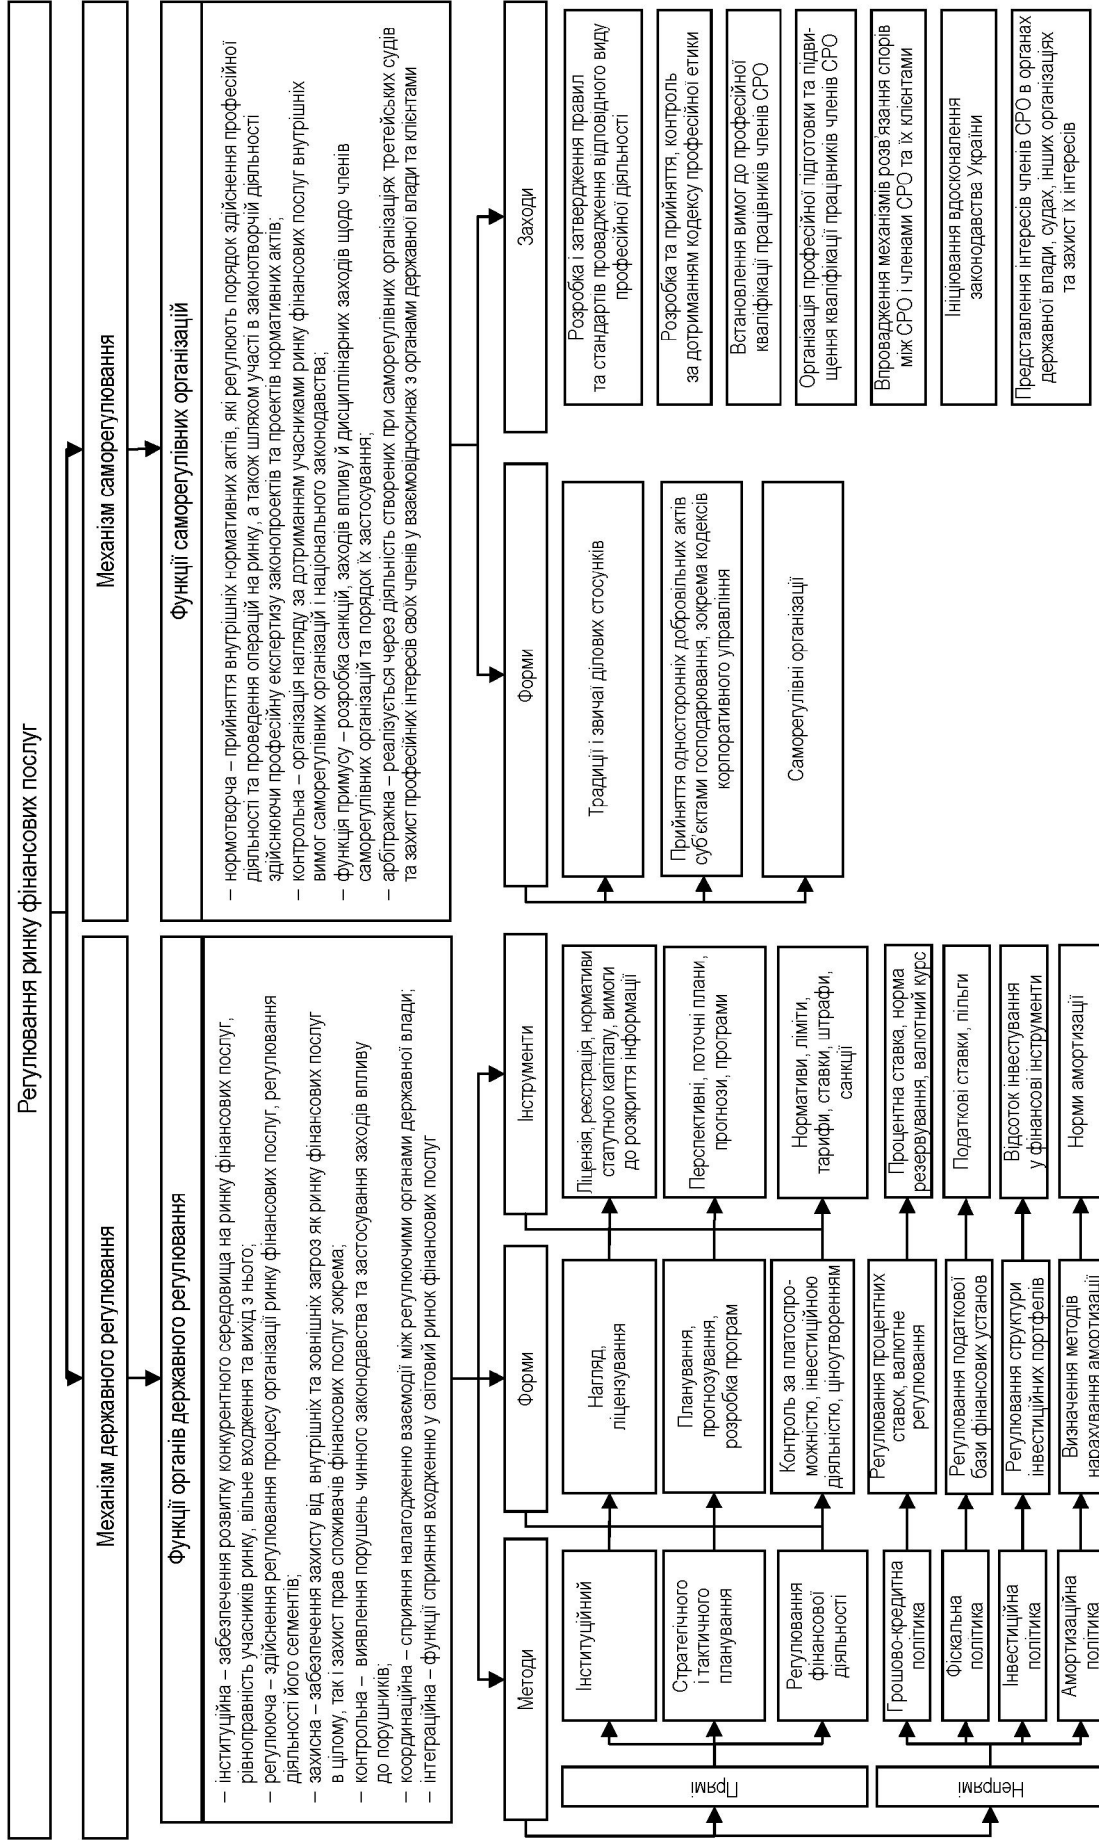 Регулювання ринку фінансових послуг
Механізм державного регулювання
Функції органів державного регулювання
– інституційна – забезпечення розвитку конкурентного середовища на ринку фінансових послуг,
рівноправність учасників ринку, вільне входження та вихід з нього;
– регулююча – здійснення регулювання процесу організації ринку фінансових послуг, регулювання
діяльності його сегментів;
– захисна – забезпечення захисту від внутрішніх та зовнішніх загроз як ринку фінансових послуг
в цілому, так і захист прав споживачів фінансових послуг зокрема;
– контрольна – виявлення порушень чинного законодавства та застосування заходів впливу
до порушників;
– координаційна – сприяння налагодженню взаємодії між регулюючими органами державної влади;
– інтеграційна – функції сприяння входженню у світовий ринок фінансових послуг
Методи
Форми
Інструменти
Прямі
Інституційний
Нагляд,
ліцензування
Ліцензія, реєстрація, нормативи
статутного капіталу, вимоги
до розкриття інформації
Стратегічного
і тактичного
планування
Планування,
прогнозування,
розробка програм
Перспективні, поточні плани,
прогнози, програми
Регулювання
фінансової
діяльності
Контроль за платоспро-
можністю, інвестиційною
діяльністю, ціноутворенням
Нормативи, ліміти,
тарифи, ставки, штрафи,
санкції
Непрямі
Грошово-кредитна
політика
Регулювання процентних
ставок, валютне
регулювання
Процентна ставка, норма
резервування, валютний курс
Фіскальна
політика
Регулювання податкової
бази фінансових установ
Податкові ставки, пільги
Інвестиційна
політика
Регулювання структури
інвестиційних портфелів
Відсоток інвестування
у фінансові інструменти
Амортизаційна
політика
Визначення методів
нарахування амортизації
Норми амортизації
Механізм саморегулювання
Функції саморегулівних організацій
– нормотворча – прийняття внутрішніх нормативних актів, які регулюють порядок здійснення професійної
діяльності та проведення операцій на ринку, а також шляхом участі в законотворчій діяльності
здійснюючи професійну експертизу законопроектів та проектів нормативних актів;
– контрольна – організація нагляду за дотриманням учасниками ринку фінансових послуг внутрішніх
вимог саморегулівних організацій і національного законодавства;
– функція примусу – розробка санкцій, заходів впливу й дисциплінарних заходів щодо членів
саморегулівних організацій та порядок їх застосування;
– арбітражна – реалізується через діяльність створених при саморегулівних організаціях третейських судів
та захист професійних інтересів своїх членів у взаємовідносинах з органами державної влади та клієнтами
Форми
Традиції і звичаї ділових стосунків
Прийняття односторонніх добровільних актів
суб’єктами господарювання, зокрема кодексів
корпоративного управління
Саморегулівні організації
Заходи
Розробка і затвердження правил
та стандартів провадження відповідного виду
професійної діяльності
Розробка та прийняття, контроль
за дотриманням кодексу професійної етики
Встановлення вимог до професійної
кваліфікації працівників членів СРО
Організація професійної підготовки та підви-
щення кваліфікації працівників членів СРО
Впровадження механізмів розв’язання спорів
між СРО і членами СРО та їх клієнтами
Ініціювання вдосконалення
законодавства України
Представлення інтересів членів СРО в органах
державної влади, судах, інших організаціях
та захист їх інтересів